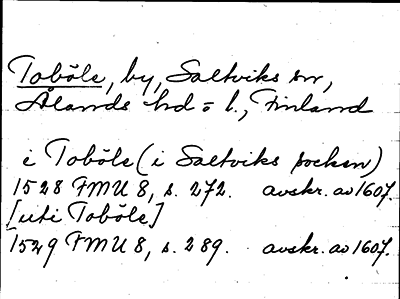 Toböle, by, Saltviks sn,
Ålands hd o l., Finland
i Toböle (i Saltviks socken)
1528 FMU 8, s. 272. avskr. av 1607.
[uti Toböle]
1529 FMU 8, s. 289. avskr. av 1607.